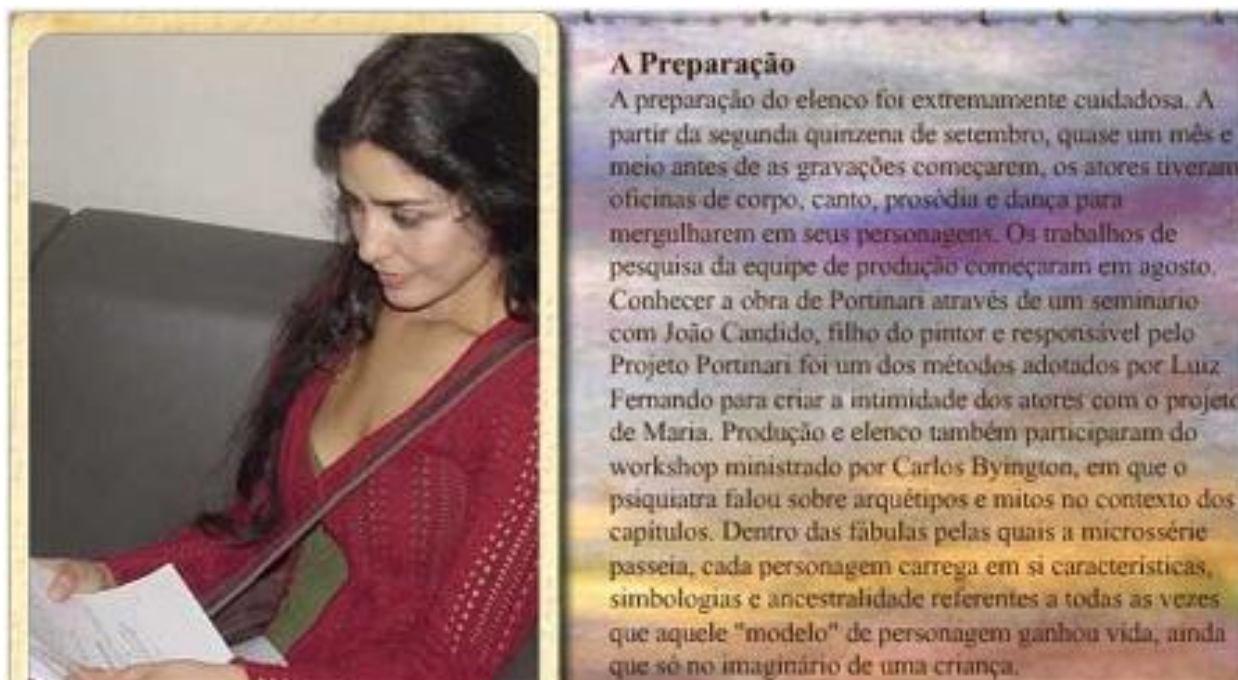 A Preparação
A preparação do elenco foi extremamente cuidadosa. A
partir da segunda quinzena de setembro, quase um mês e
meio antes de as gravações começarem, os atores tiveram
oficinas de corpo, canto, prosódia e dança para
mergulharem em seus personagens. Os trabalhos de
pesquisa da equipe de produção começaram em agosto.
Conhecer a obra de Portinari através de um seminário
com João Candido, filho do pintor e responsável pelo
Projeto Portinari foi um dos métodos adotados por Luiz
Fernando para criar a intimidade dos atores com o projeto
de Maria. Produção e elenco também participaram do
workshop ministrado por Carlos Byington, em que o
psiquiatra falou sobre arquétipos e mitos no contexto dos
capítulos. Dentro das fábulas pelas quais a microssérie
passeia, cada personagem carrega em si características,
simbologias e ancestralidade referentes a todas as vezes
que aquele "modelo" de personagem ganhou vida, ainda
que só no imaginário de uma criança.